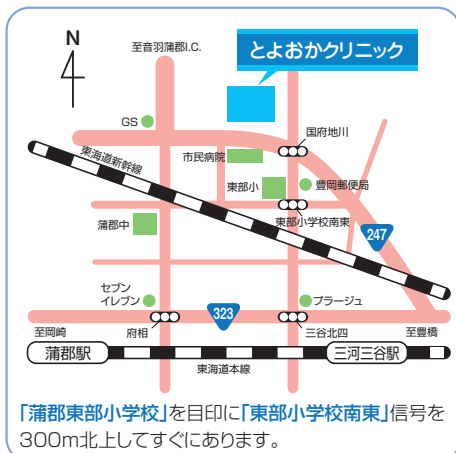 N
至音羽蒲郡I.C.
とよおかクリニック
GS
国府地川
東海道新幹線
市民病院
東部小
豊岡郵便局
蒲郡中
東部小学校南東
247
セブン
イレブン
323
プラージュ
至岡崎
府相
三谷北四
至豊橋
蒲郡駅
東海道本線
三河三谷駅
「蒲郡東部小学校」を目印に「東部小学校南東」信号を
300m北上してすぐにあります。